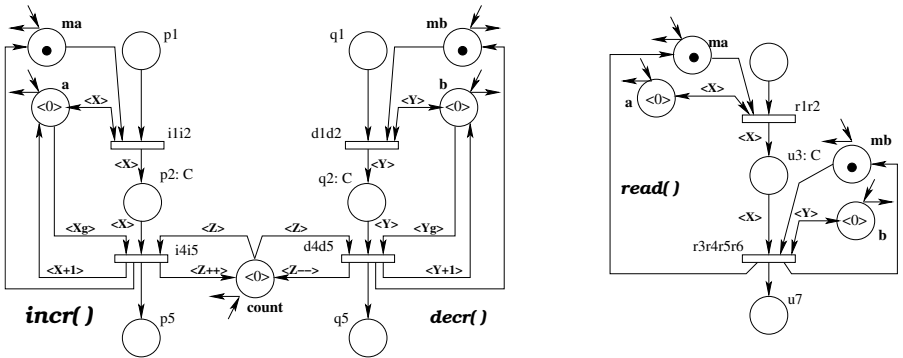 ma
p1
q1
mb
a
<0>
<X>
<Y>
b
<0>
i1i2
d1d2
<X>
<Y>
p2: C
q2: C
<Xg>
<X>
<Z>
<Z>
<Y>
<Yg>
i4i5
d4d5
<X+1>
<Z++>
<0>
<Z-->
<Y+1>
count
incr( )
decr( )
p5
q5
ma
<X>
a
<0>
r1r2
<X>
u3: C
mb
read( )
<X>
<Y>
<0>
b
r3r4r5r6
u7